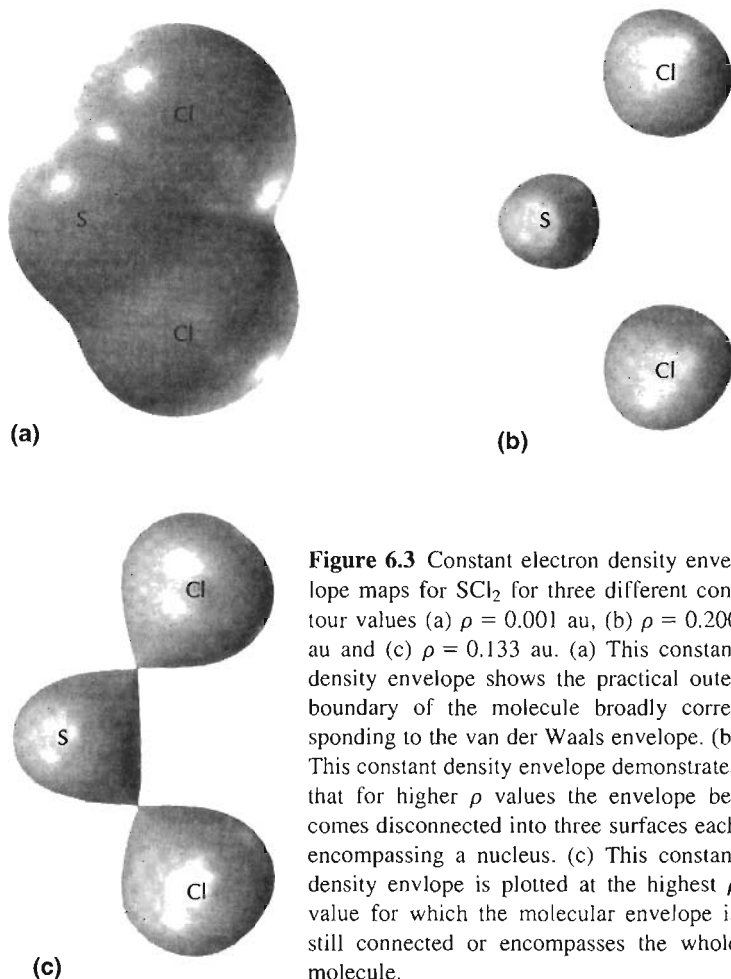 Cl
S
Cl
(a)
Cl
S
Cl
(b)
Cl
S
Cl
(c)
Figure 6.3 Constant electron density enve
lope maps for SCl₂ for three different con
tour values (a) ρ = 0.001 au, (b) ρ = 0.200
au and (c) ρ = 0.133 au. (a) This constan
density envelope shows the practical oute
boundary of the molecule broadly corre
sponding to the van der Waals envelope. (b
This constant density envelope demonstrate
that for higher ρ values the envelope be
comes disconnected into three surfaces each
encompassing a nucleus. (c) This constan
density envlope is plotted at the highest ρ
value for which the molecular envelope i
still connected or encompasses the whole
molecule.